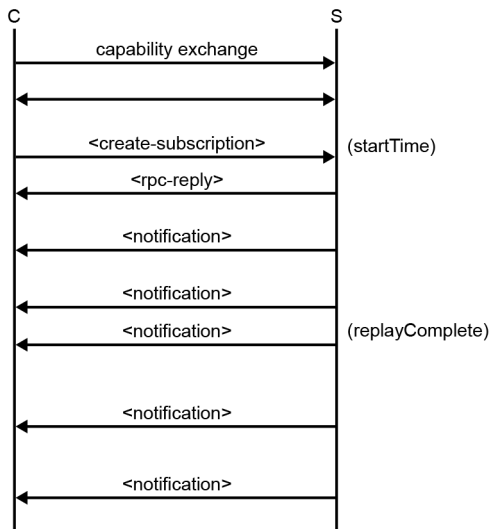 C S
capability exchange
<create-subscription> (startTime)
<rpc-reply>
<notification>
<notification>
<notification> (replayComplete)
<notification>
<notification>